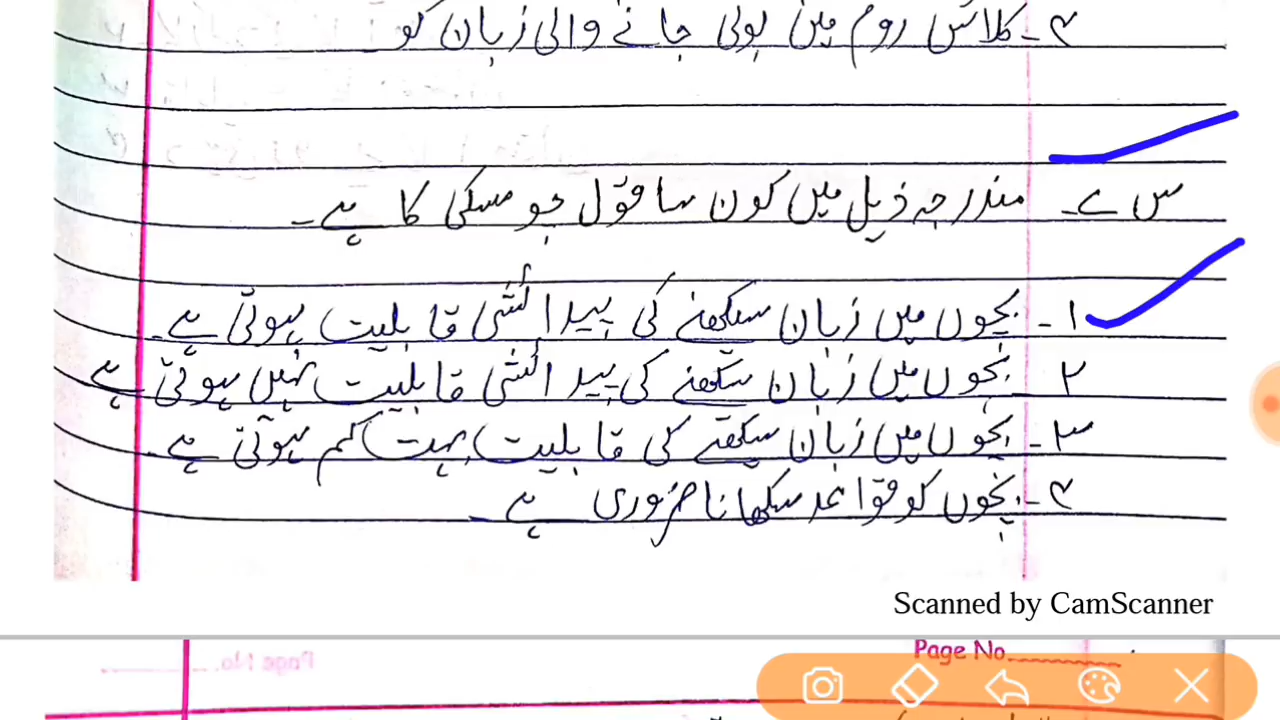 ۴۔ کلاس روم میں بولی جانے والی زبان کو
س ۷۔ مندرجہ ذیل میں کون سا قول چومسکی کا ہے۔
۱۔ بچوں میں زبان سیکھنے کی پیدائشی قابلیت ہوتی ہے۔
۲ بچوں میں زبان سیکھنے کی پیدائشی قابلیت نہیں ہوتی ہے
۳۔ بچوں میں زبان سیکھنے کی قابلیت بہت کم ہوتی ہے۔
۴۔ بچوں کو قواعد سکھانا ضروری ہے۔
Scanned by CamScanner
Page No.
Page No.